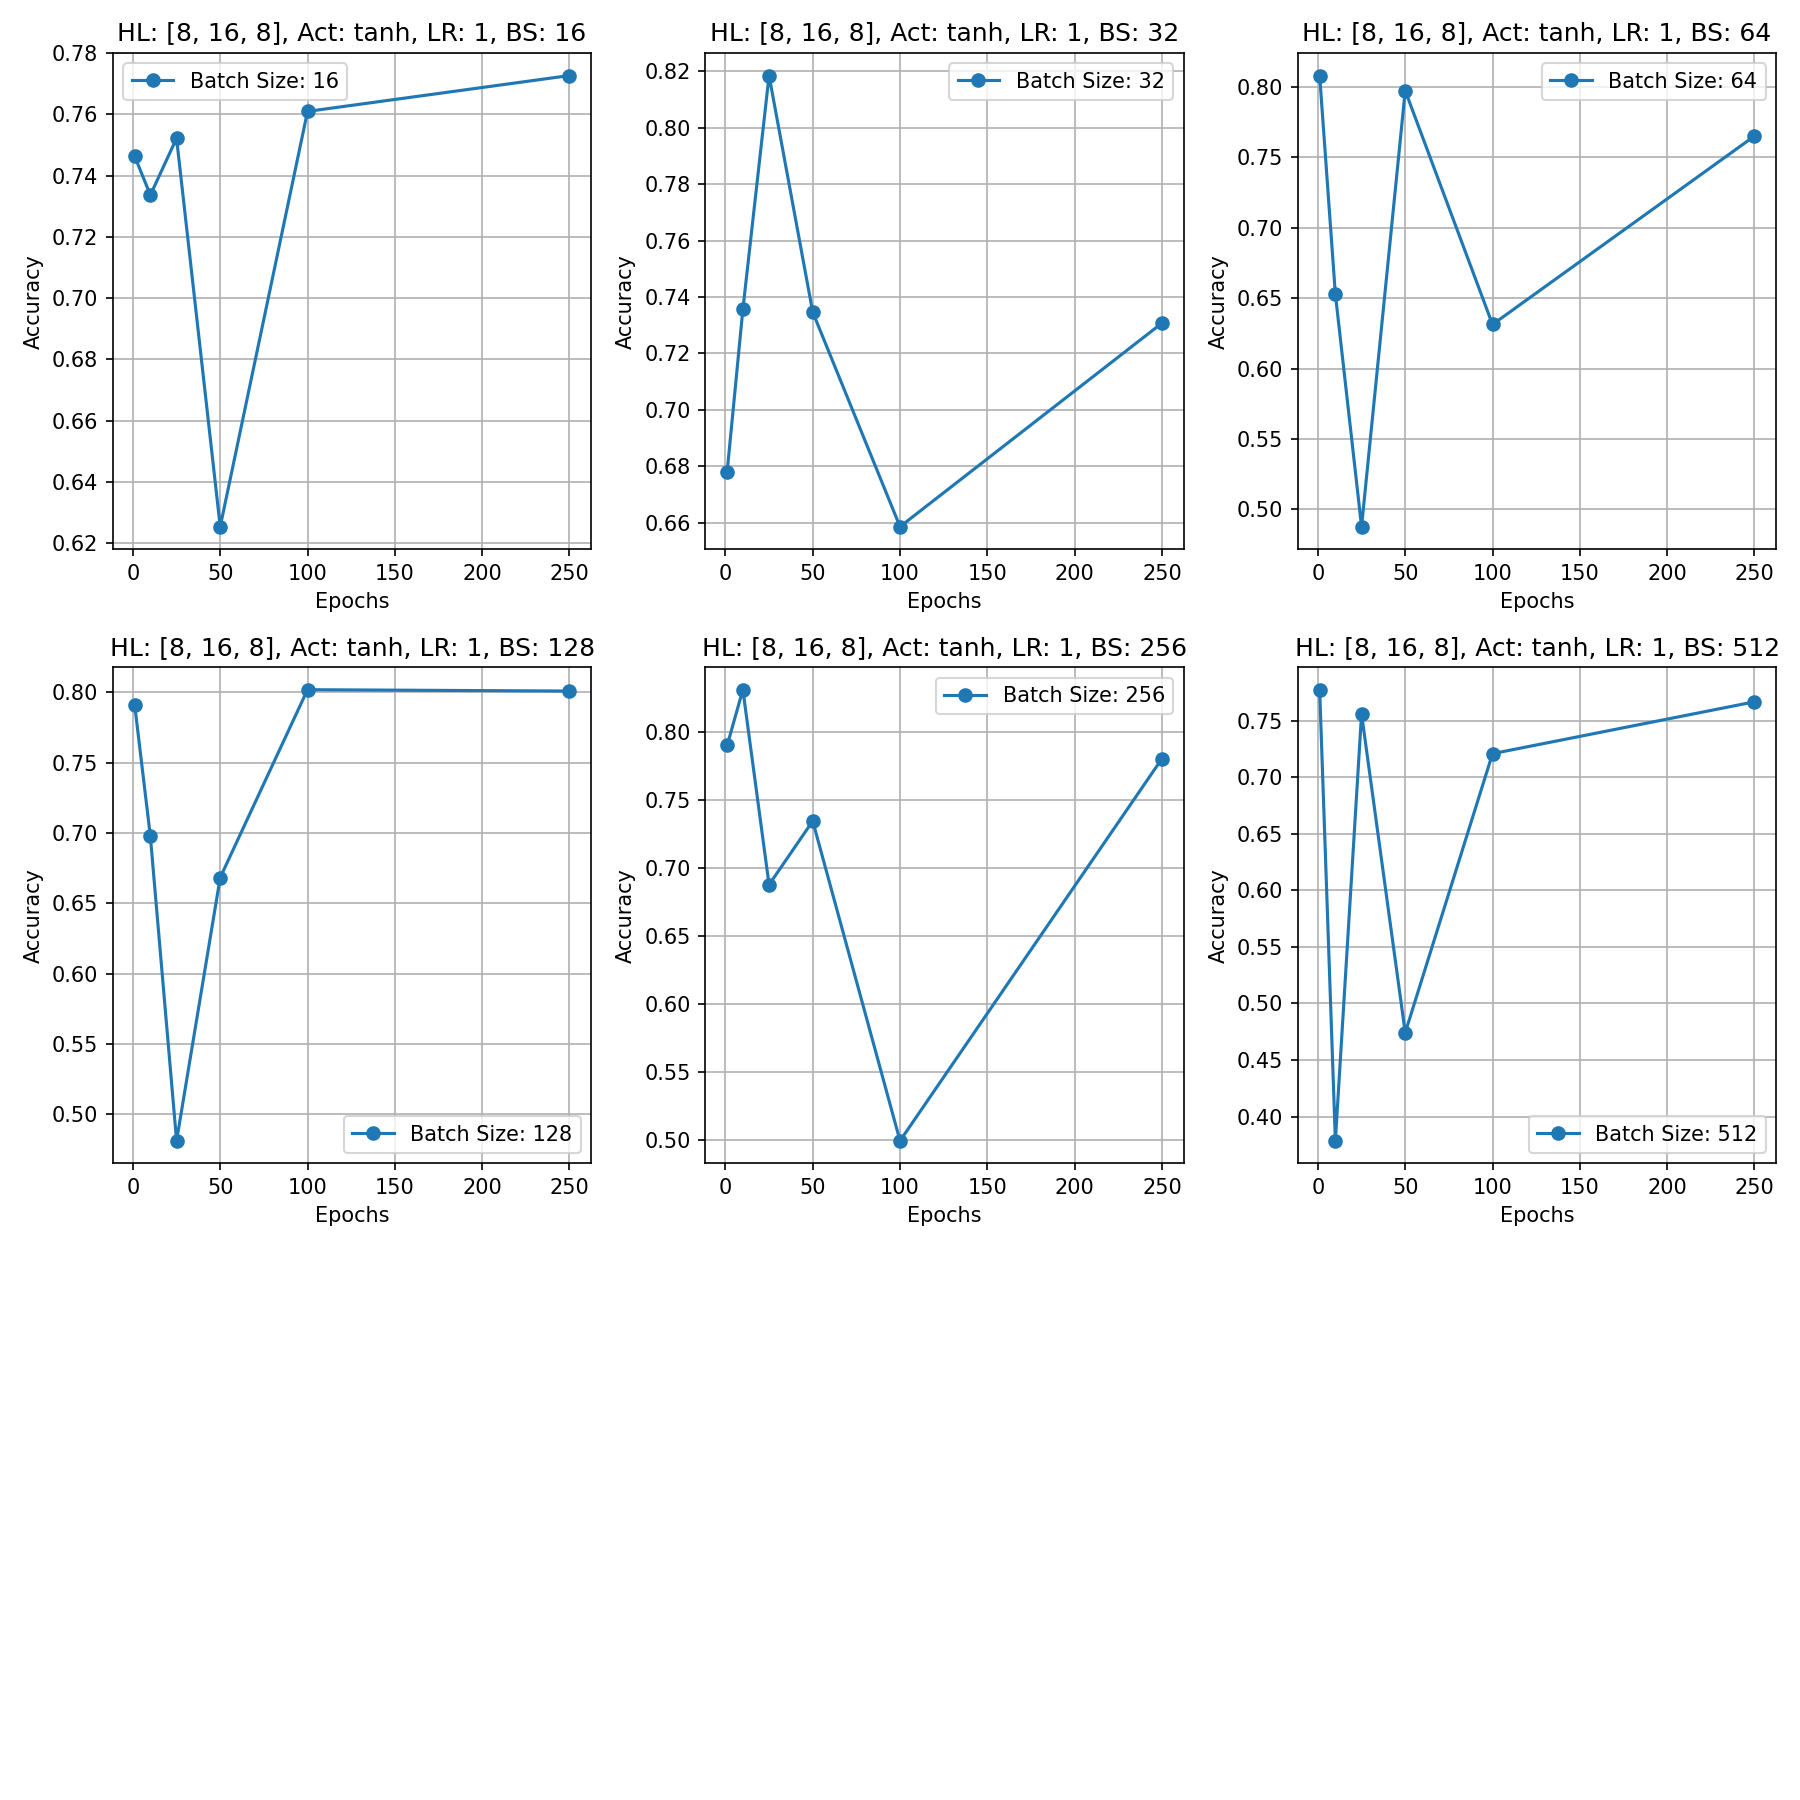 HL: [8, 16, 8], Act: tanh, LR: 1, BS: 16
Batch Size: 16
Accuracy
0.78
0.76
0.74
0.72
0.70
0.68
0.66
0.64
0.62
0 50 100 150 200 250
Epochs
HL: [8, 16, 8], Act: tanh, LR: 1, BS: 32
Batch Size: 32
Accuracy
0.82
0.80
0.78
0.76
0.74
0.72
0.70
0.68
0.66
0 50 100 150 200 250
Epochs
HL: [8, 16, 8], Act: tanh, LR: 1, BS: 64
Batch Size: 64
Accuracy
0.80
0.75
0.70
0.65
0.60
0.55
0.50
0 50 100 150 200 250
Epochs
HL: [8, 16, 8], Act: tanh, LR: 1, BS: 128
Accuracy
0.80
0.75
0.70
0.65
0.60
0.55
0.50
Batch Size: 128
0 50 100 150 200 250
Epochs
HL: [8, 16, 8], Act: tanh, LR: 1, BS: 256
Batch Size: 256
Accuracy
0.80
0.75
0.70
0.65
0.60
0.55
0.50
0 50 100 150 200 250
Epochs
HL: [8, 16, 8], Act: tanh, LR: 1, BS: 512
Accuracy
0.75
0.70
0.65
0.60
0.55
0.50
0.45
0.40
Batch Size: 512
0 50 100 150 200 250
Epochs